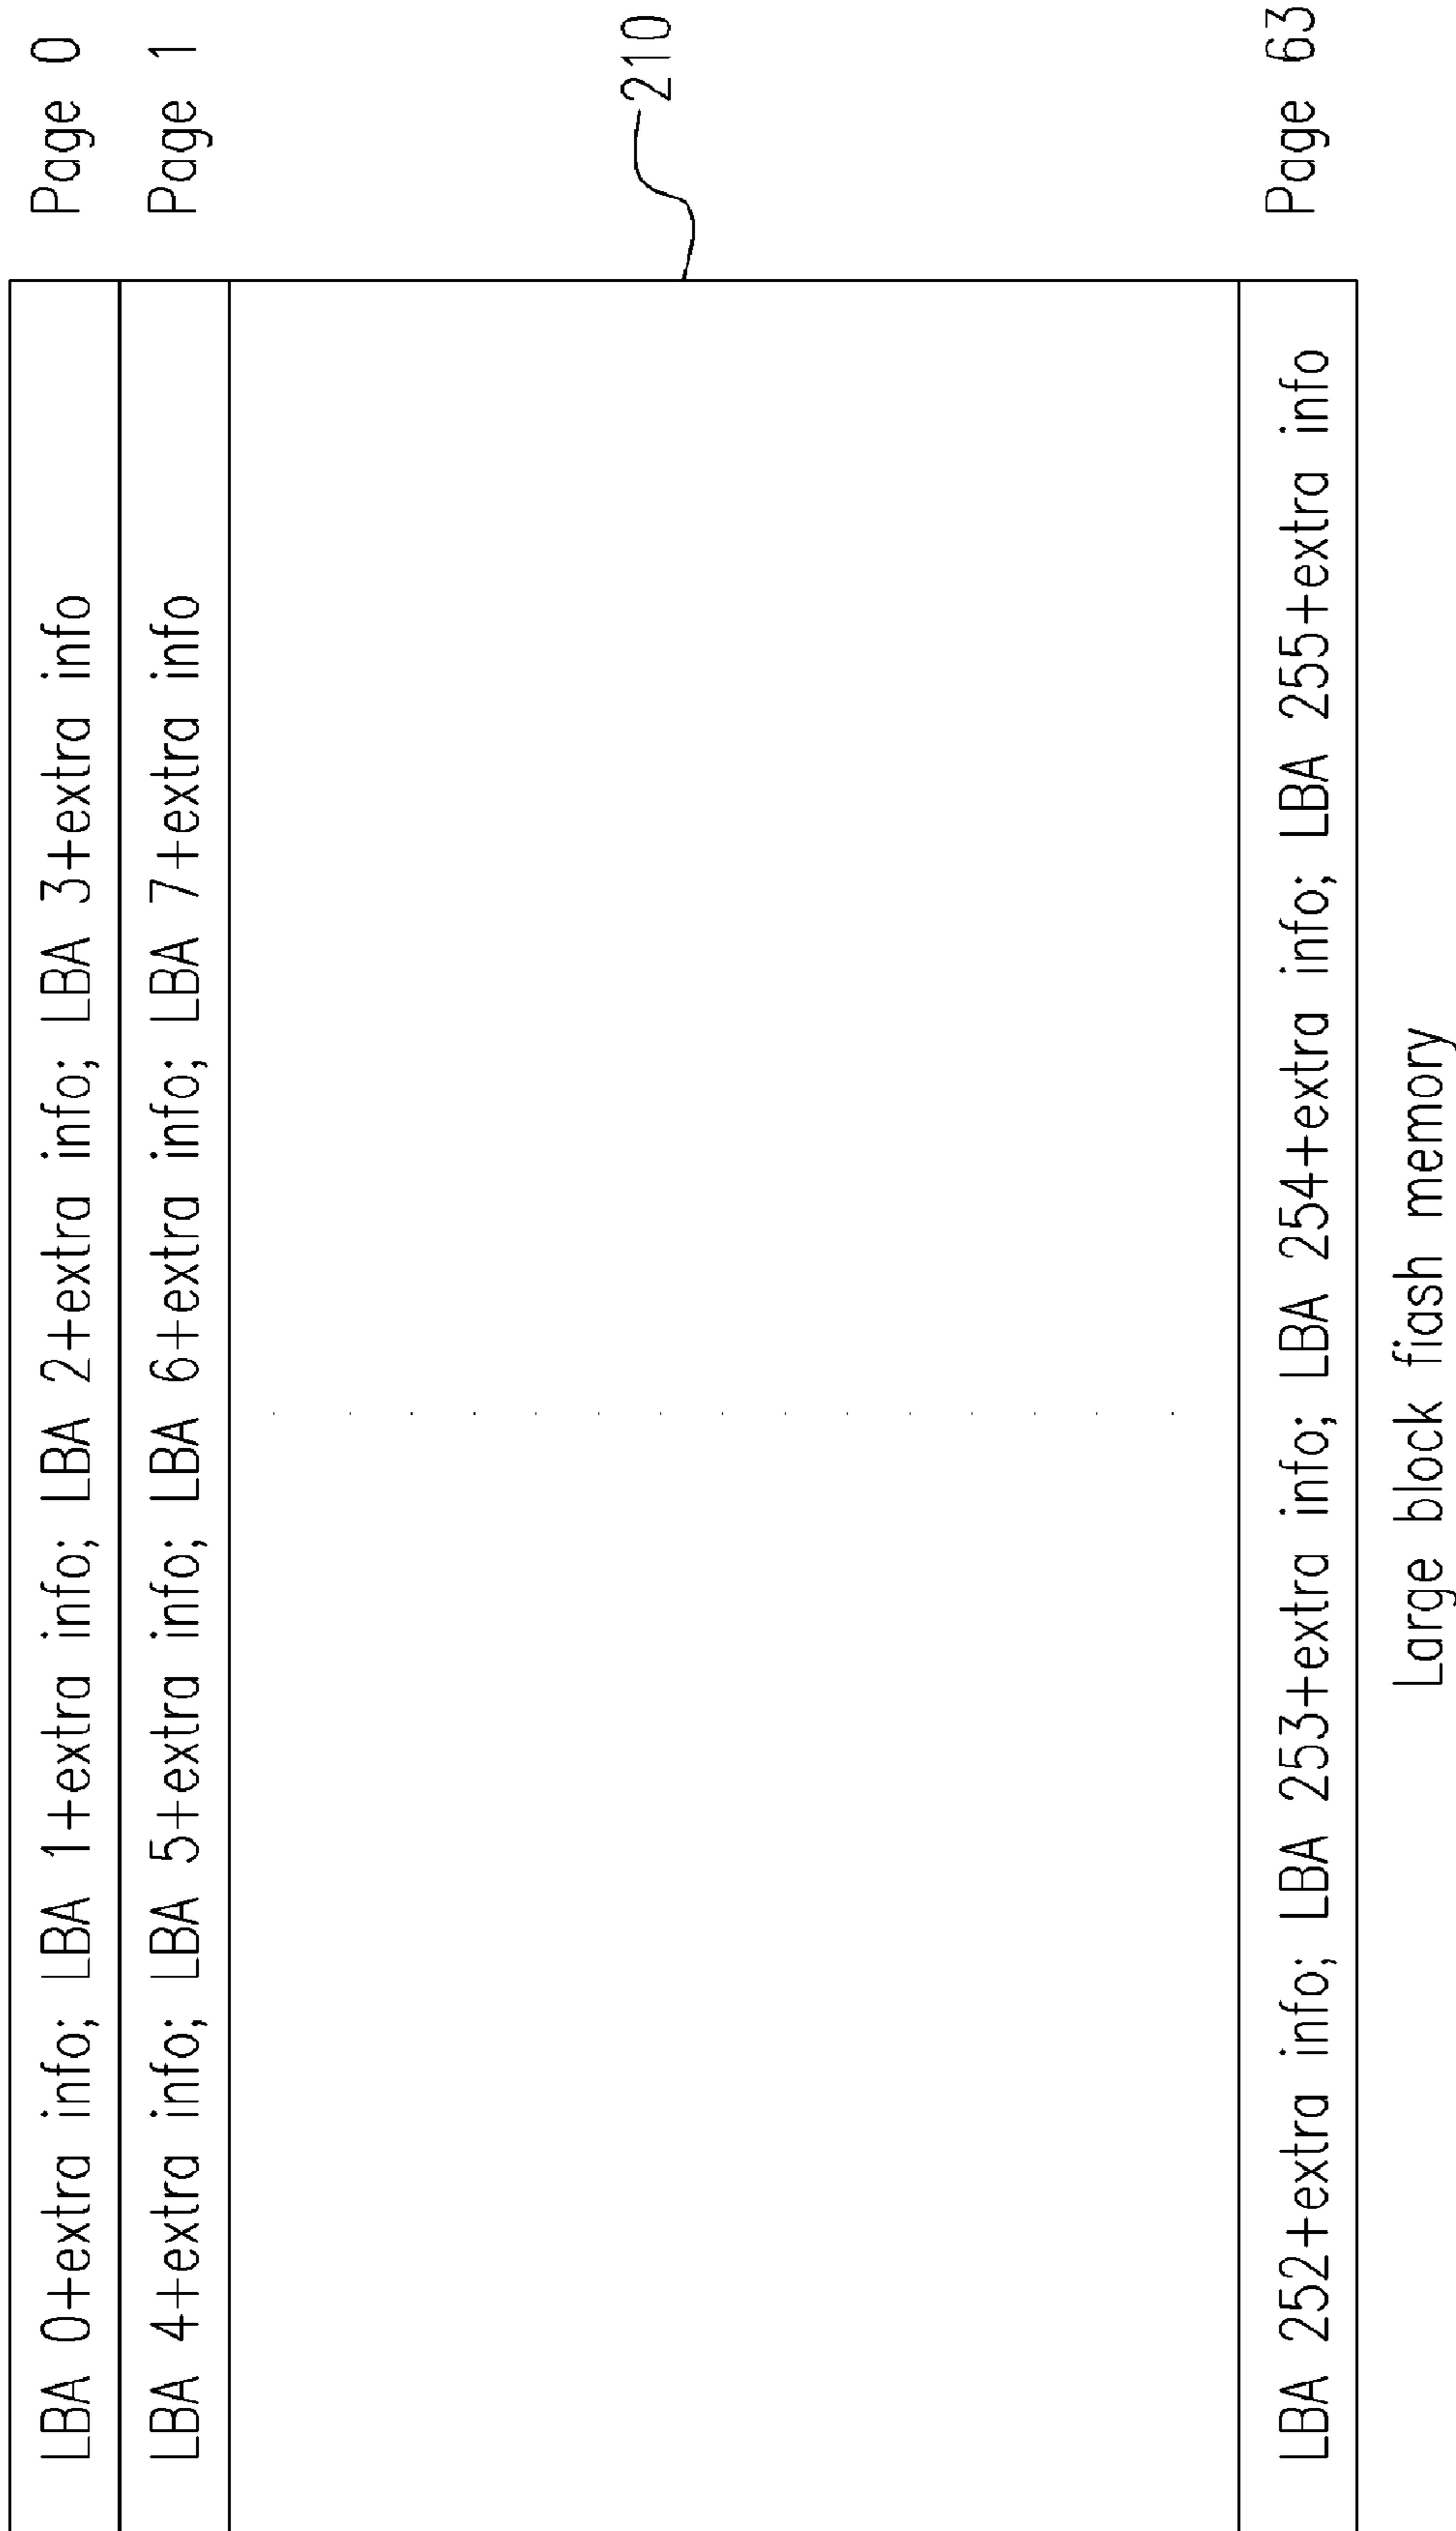 LBA 0+extra info; LBA 1+extra info; LBA 2+extra info; LBA 3+extra info Page 0
LBA 4+extra info; LBA 5+extra info; LBA 6+extra info; LBA 7+extra info Page 1
210
LBA 252+extra info; LBA 253+extra info; LBA 254+extra info; LBA 255+extra info Page 63
Large block fiash memory